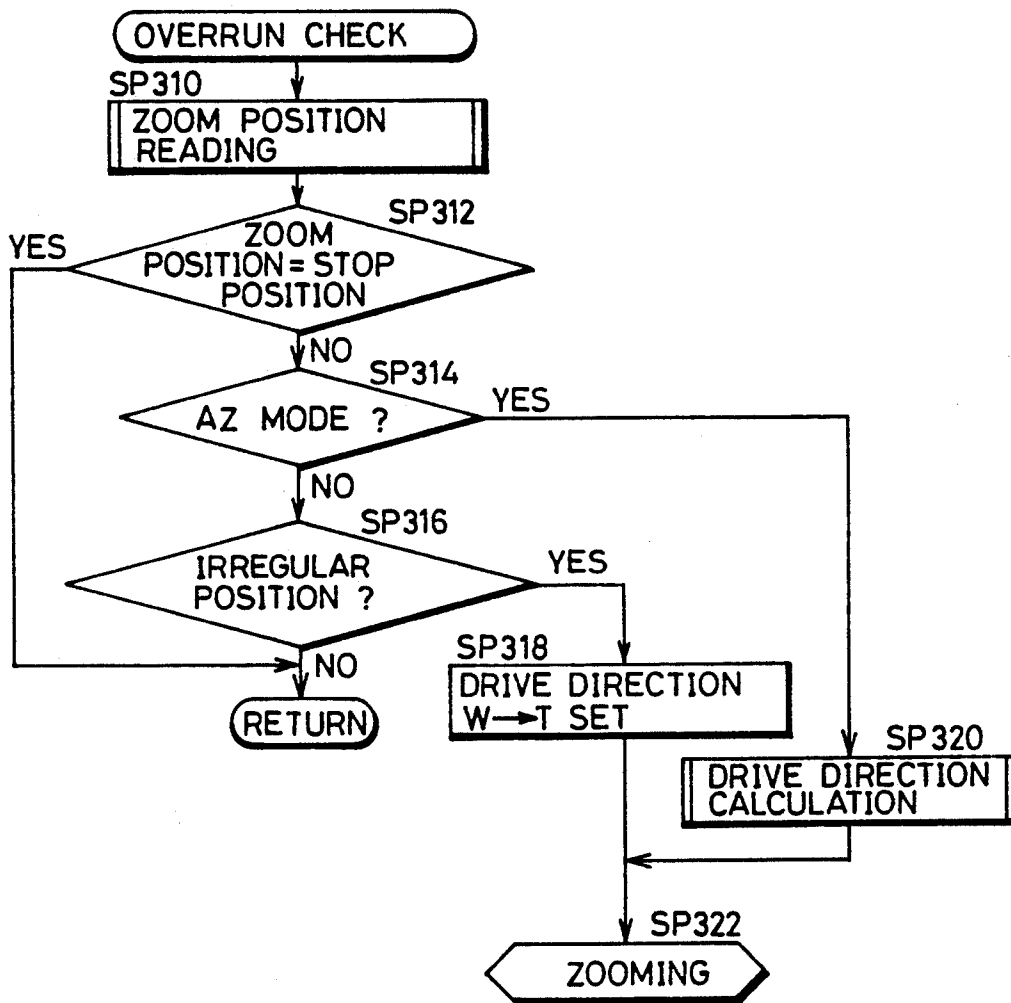 OVERRUN CHECK
SP310
ZOOM POSITION
READING
SP312
YES
ZOOM
POSITION = STOP
POSITION
NO
SP314
AZ MODE ?
YES
NO
SP316
IRREGULAR
POSITION ?
YES
NO
RETURN
SP318
DRIVE DIRECTION
W→T SET
SP320
DRIVE DIRECTION
CALCULATION
SP322
ZOOMING